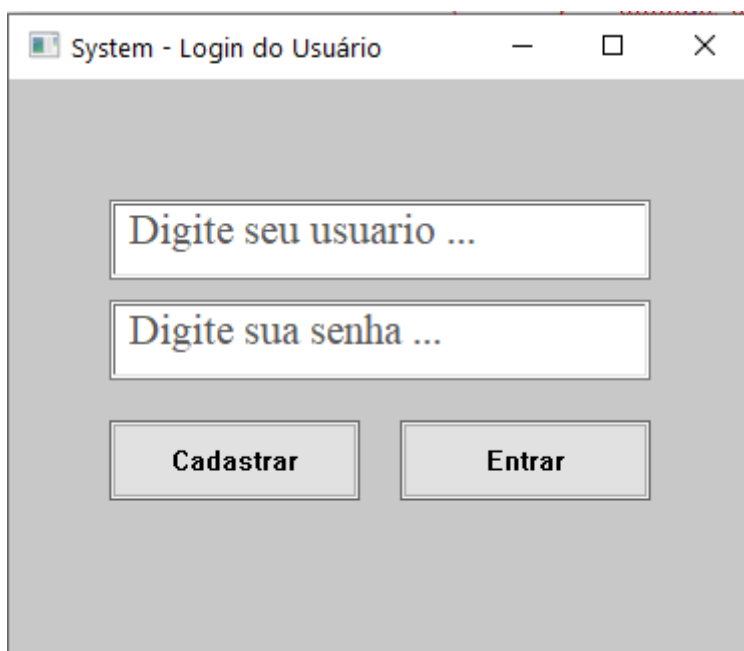 System - Login do Usuário
Digite seu usuario ...
Digite sua senha ...
Cadastrar
Entrar